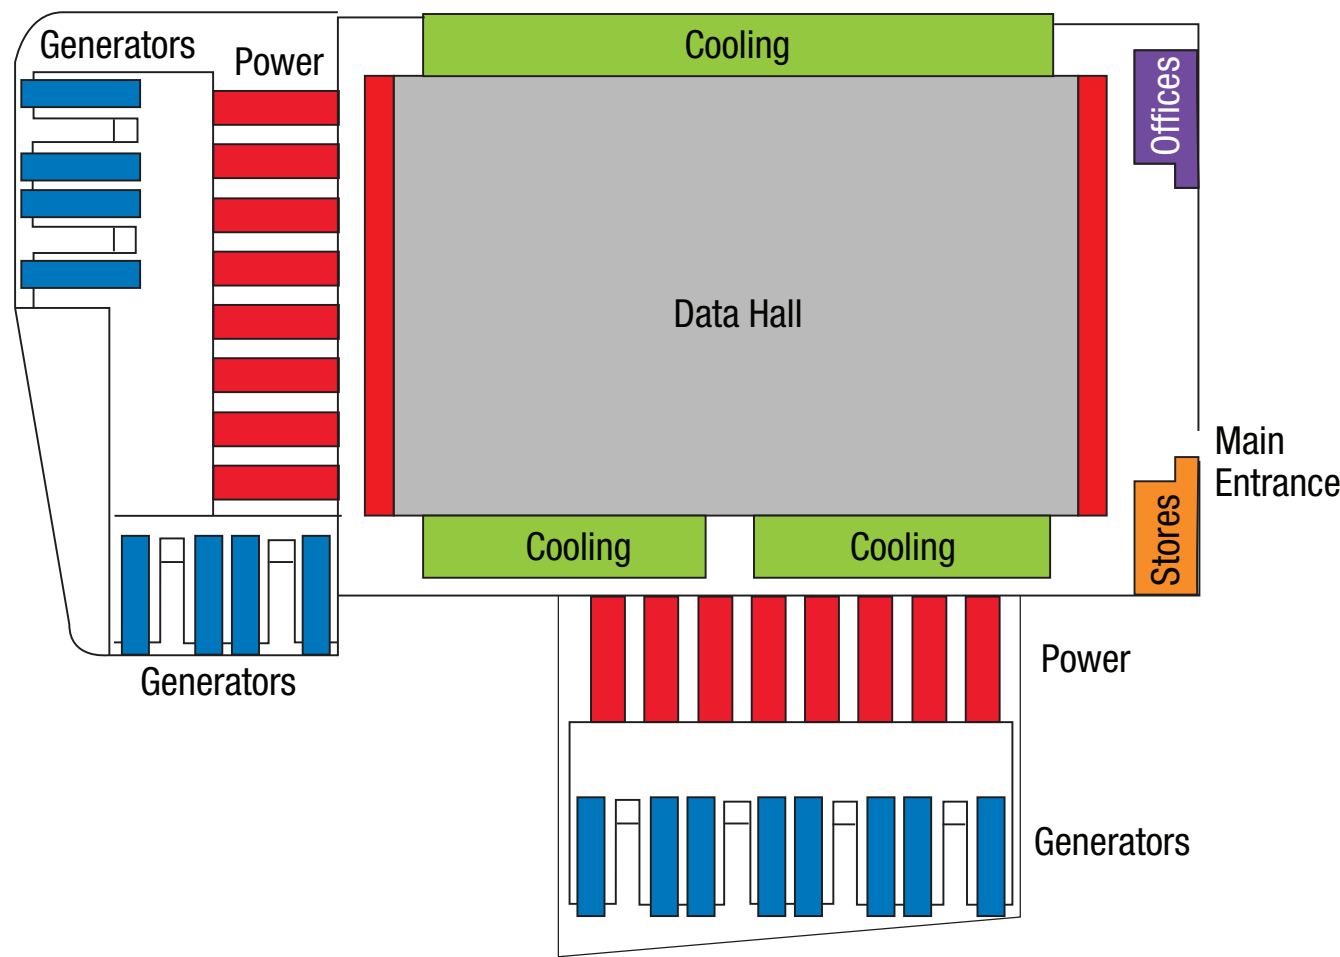 Generators
Power
Cooling
Offices
Data Hall
Main
Entrance
Cooling
Cooling
Stores
Generators
Power
Generators